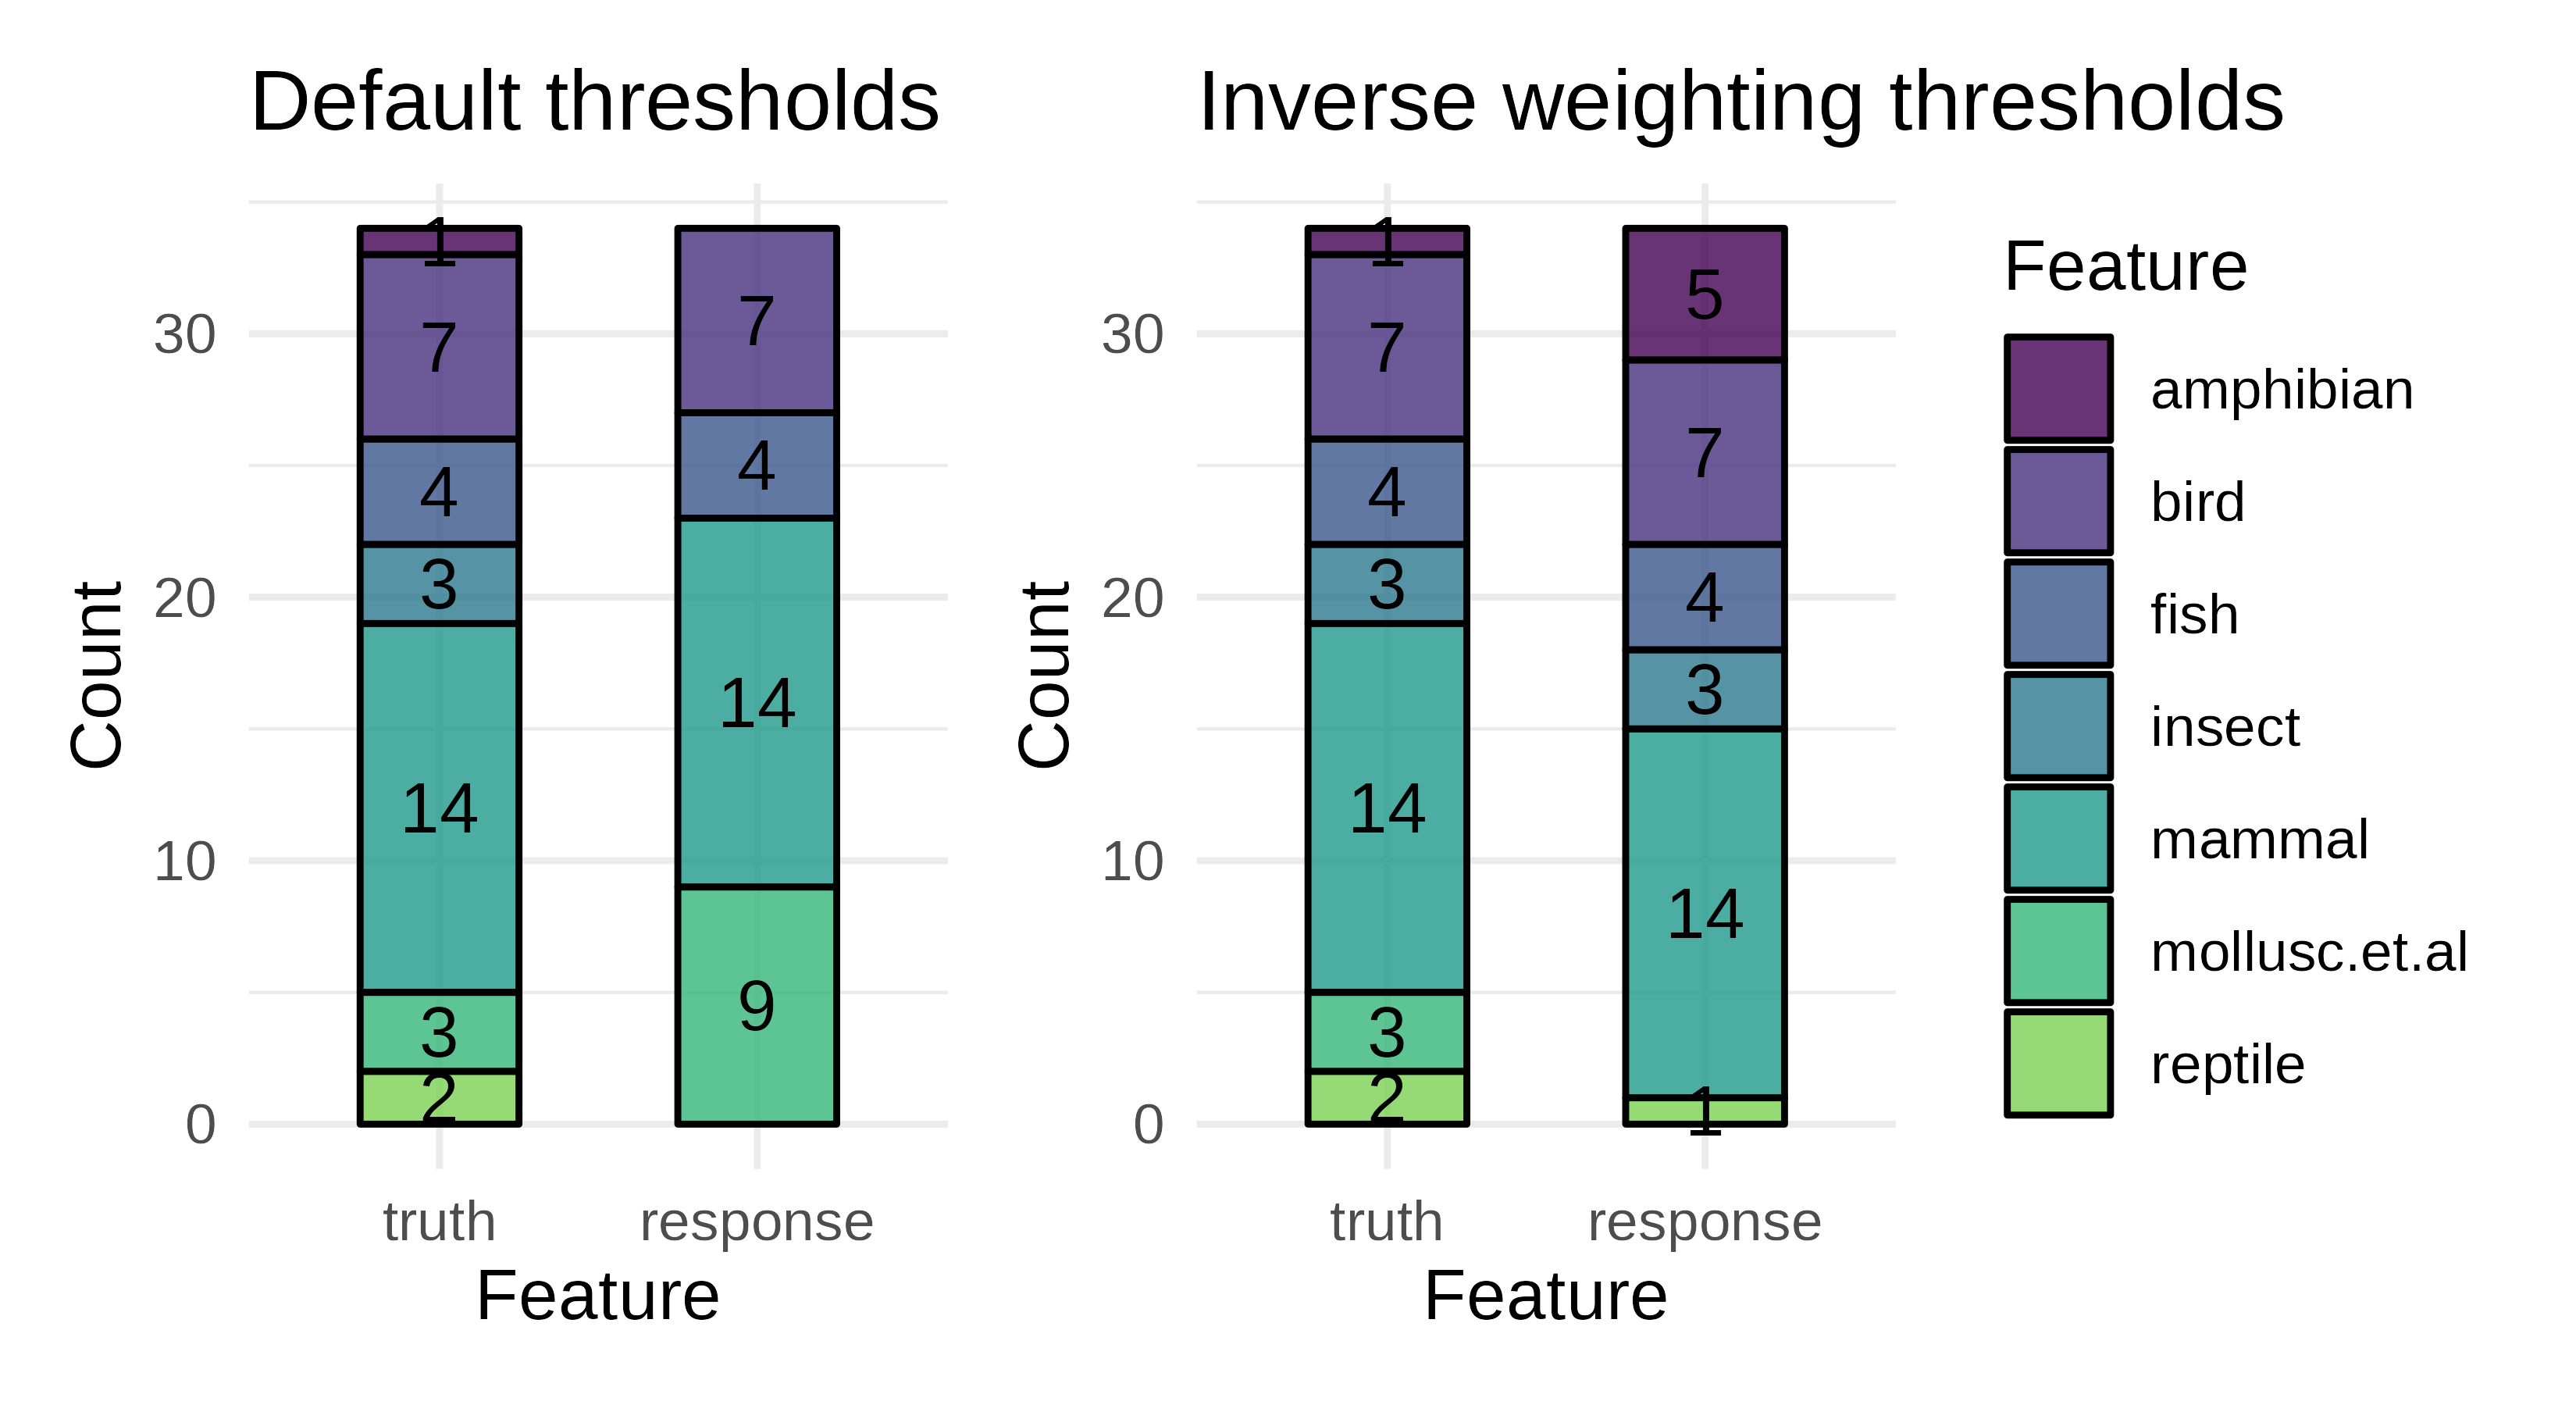 Default thresholds
Count
30
20
10
0
1
7
4
3
14
3
2
7
4
14
9
truth
response
Feature
Inverse weighting thresholds
Count
30
20
10
0
1
7
4
3
14
3
2
5
7
4
3
14
1
truth
response
Feature
Feature
amphibian
bird
fish
insect
mammal
mollusc.et.al
reptile